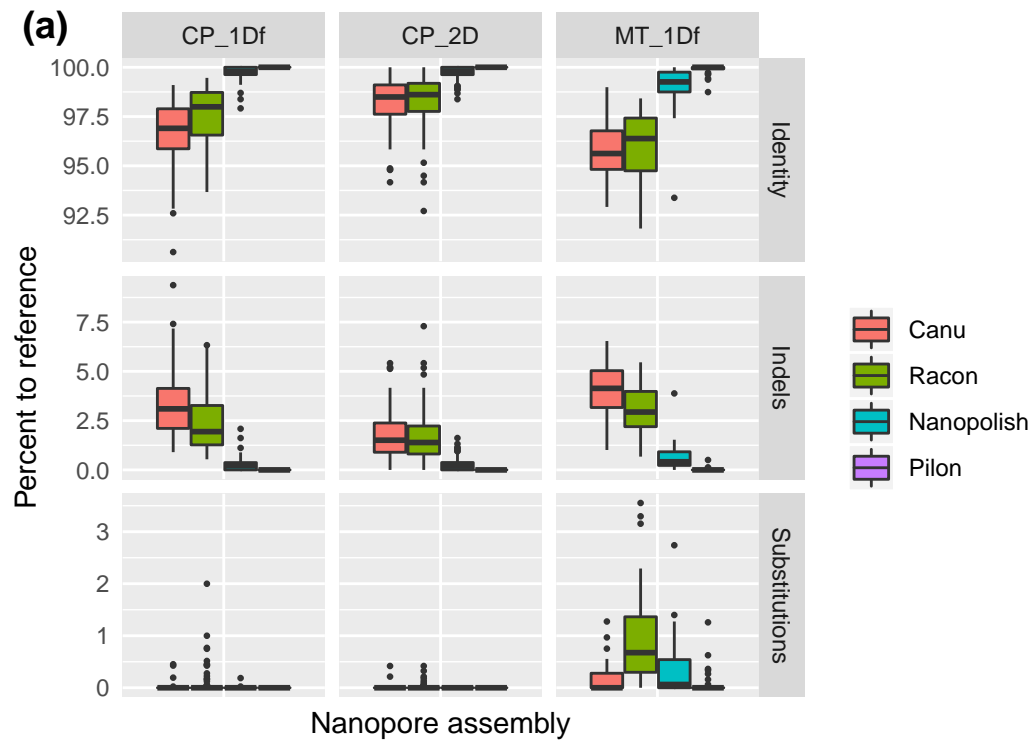 (a)
CP_1Df CP_2D MT_1Df
Percent to reference
100.0
97.5
95.0
92.5
Identity
7.5
5.0
2.5
0.0
Indels
3
2
1
0
Substitutions
Nanopore assembly
Canu
Racon
Nanopolish
Pilon